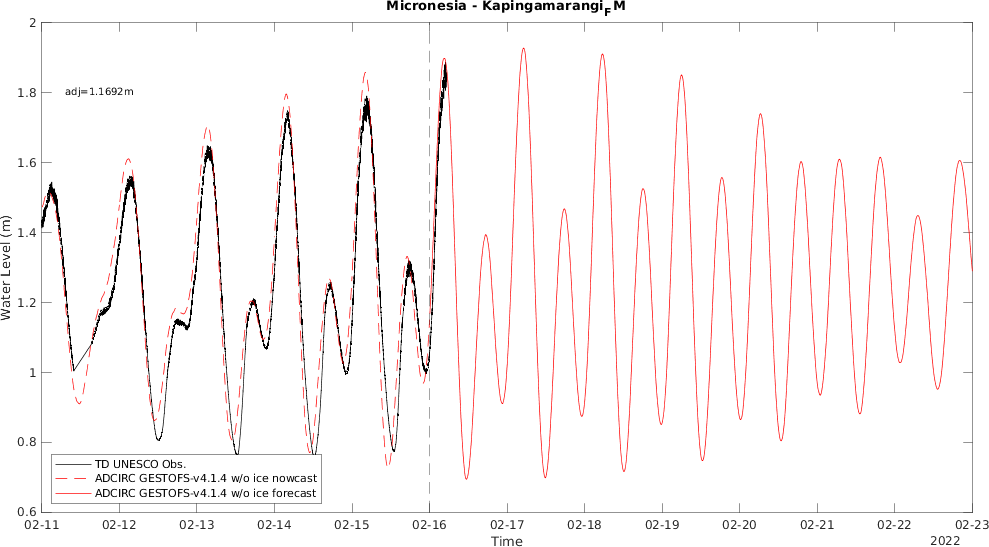 Micronesia - Kapingamarangi_FM
2
1.8
1.6
1.4
1.2
1
0.8
0.6
Water Level (m)
adj=1.1692m
TD UNESCO Obs.
ADCIRC GESTOFS-v4.1.4 w/o ice nowcast
ADCIRC GESTOFS-v4.1.4 w/o ice forecast
02-11 02-12 02-13 02-14 02-15 02-16 02-17 02-18 02-19 02-20 02-21 02-22 02-23
Time
2022